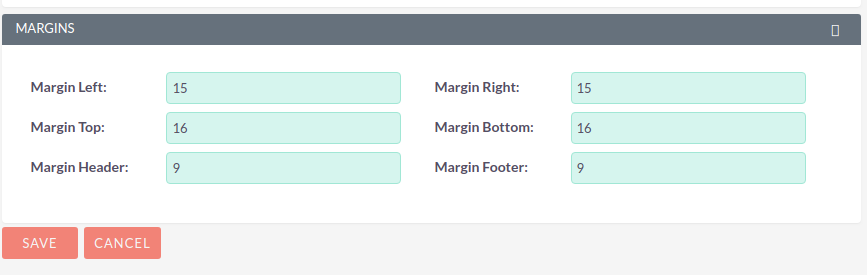 MARGINS
Margin Left: 15 Margin Right: 15
Margin Top: 16 Margin Bottom: 16
Margin Header: 9 Margin Footer: 9
SAVE CANCEL